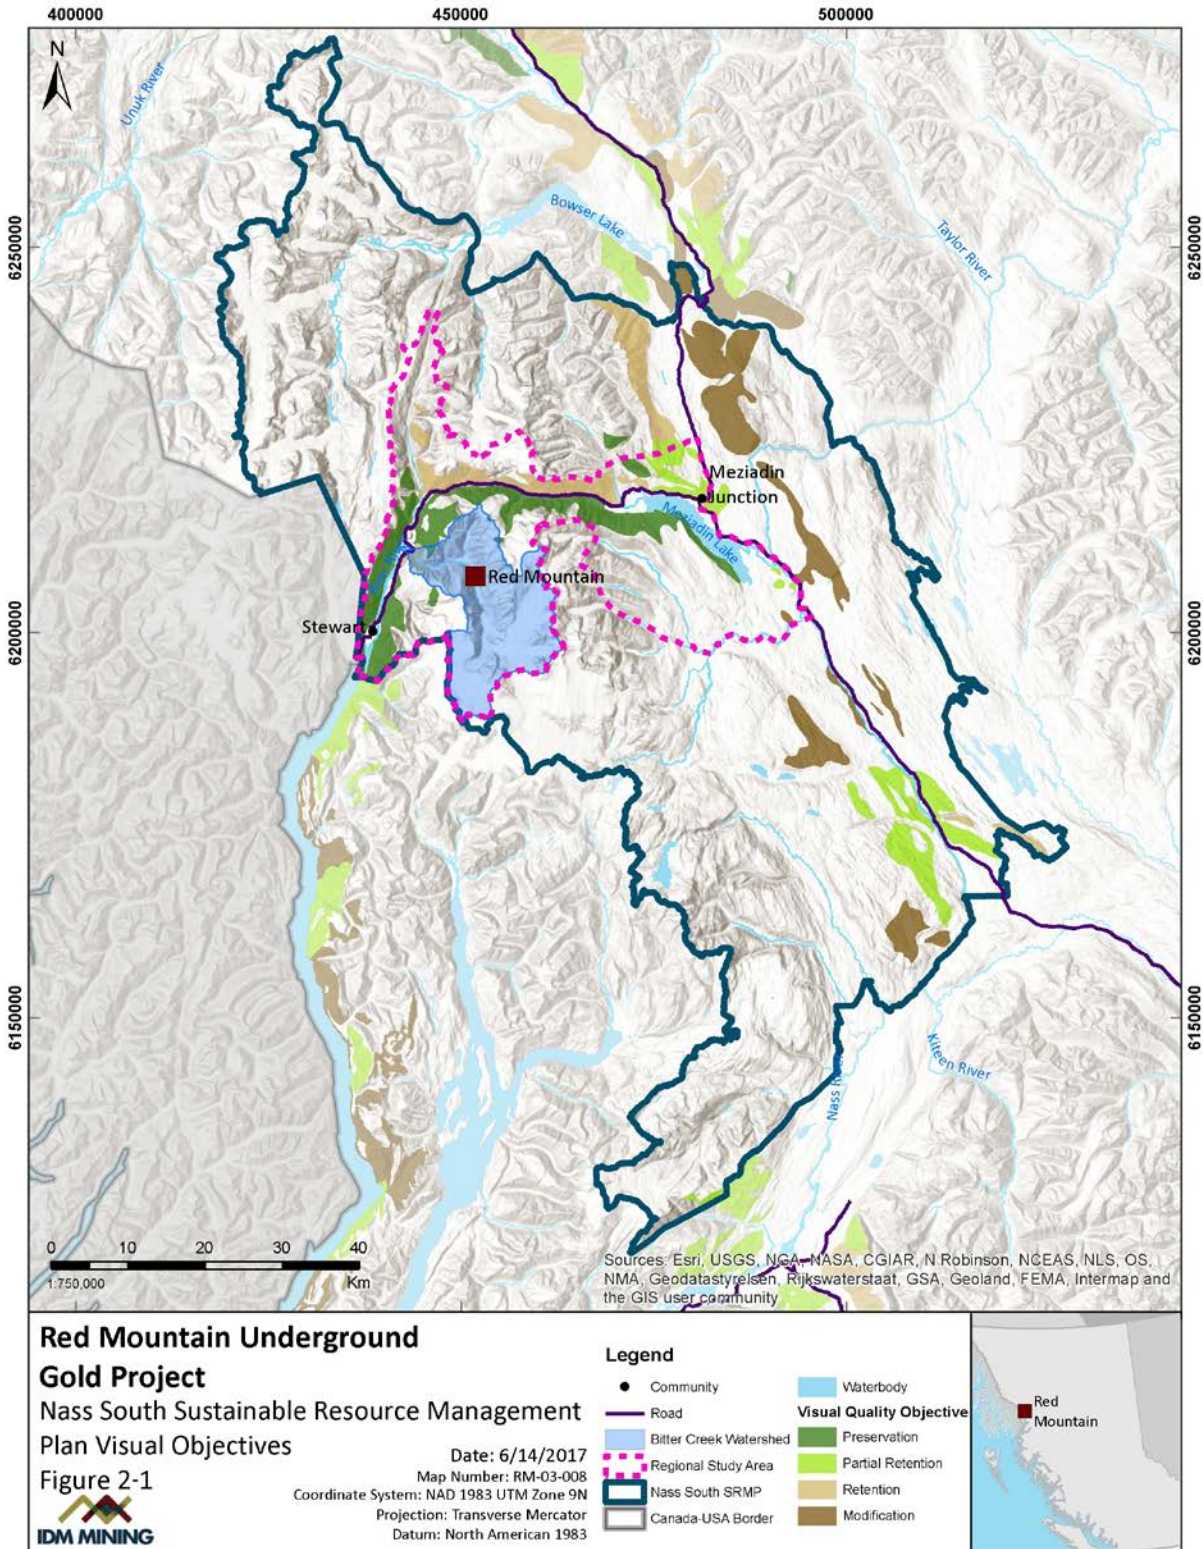 400000
450000
500000
N
Unuk River
Bowser Lake
Taylor River
6250000
6250000
Meziadin
Junction
Meziadin Lake
Red Mountain
Stewart
6200000
6200000
6150000
6150000
Kiteen River
Nass River
0 10 20 30 40
1:750,000
Km
Sources: Esri, USGS, NGA, NASA, CGIAR, N Robinson, NCEAS, NLS, OS,
NMA, Geodatastyrelsen, Rijkswaterstaat, GSA, Geoland, FEMA, Intermap and
the GIS user community
Red Mountain Underground
Gold Project
Nass South Sustainable Resource Management
Plan Visual Objectives
Figure 2-1
IDM MINING
Date: 6/14/2017
Map Number: RM-03-008
Coordinate System: NAD 1983 UTM Zone 9N
Projection: Transverse Mercator
Datum: North American 1983
Legend
Community
Road
Bitter Creek Watershed
Regional Study Area
Nass South SRMP
Canada-USA Border
Waterbody
Visual Quality Objective
Preservation
Partial Retention
Retention
Modification
Red
Mountain